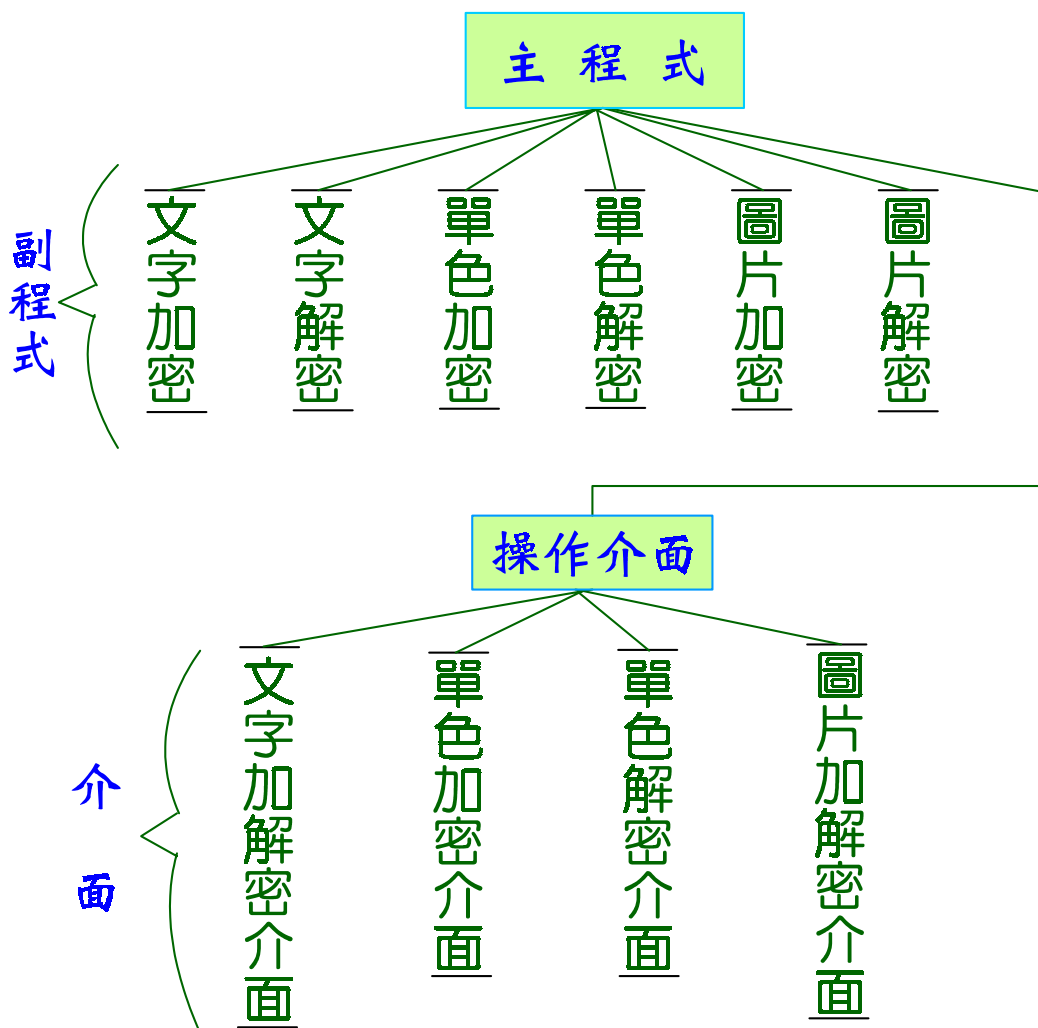 主程式
副程式
文字加密
文字解密
單色加密
單色解密
圖片加密
圖片解密
操作介面
介面
文字加解密介面
單色加密介面
單色解密介面
圖片加解密介面